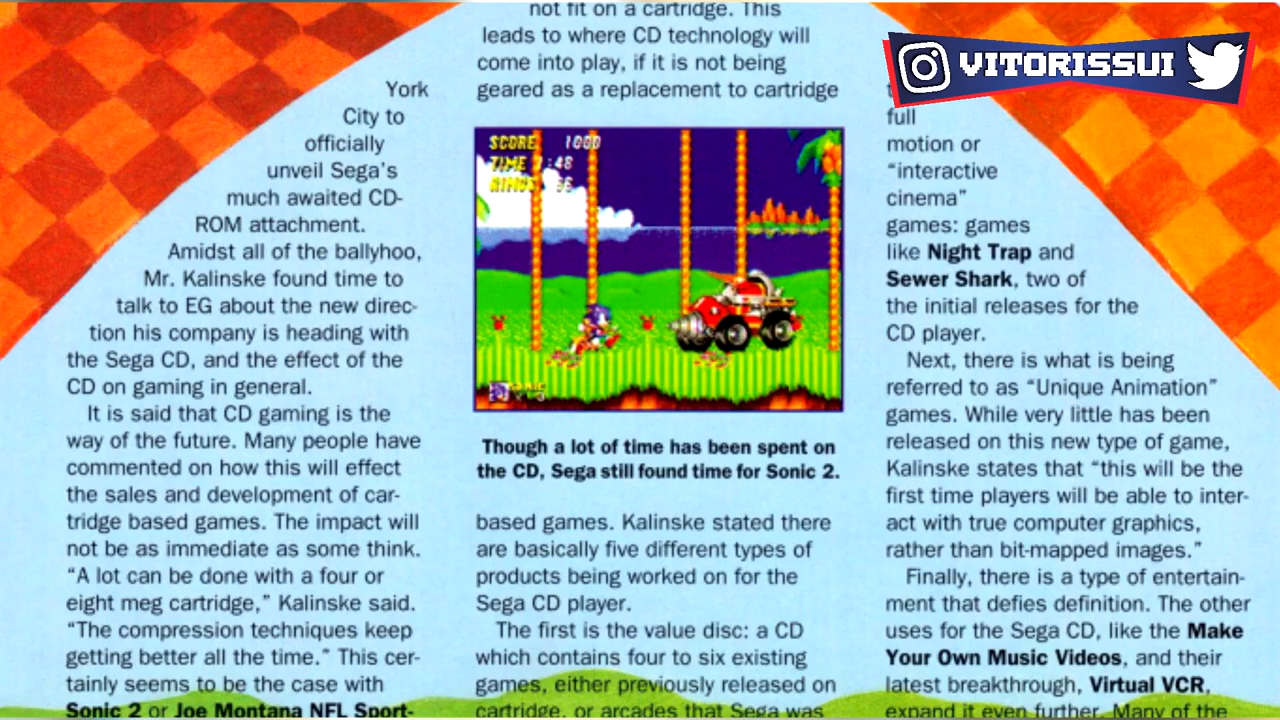 York
City to
officially
unveil Sega's
much awaited CD-
ROM attachment.
Amidst all of the ballyhoo,
Mr. Kalinske found time to
talk to EG about the new direc-
tion his company is heading with
the Sega CD, and the effect of the
CD on gaming in general.
It is said that CD gaming is the
way of the future. Many people have
commented on how this will effect
the sales and development of car-
tridge based games. The impact will
not be as immediate as some think.
“A lot can be done with a four or
eight meg cartridge,” Kalinske said.
“The compression techniques keep
getting better all the time.” This cer-
tainly seems to be the case with
Sonic 2 or Joe Montana NFL Sport-
not fit on a cartridge. This
leads to where CD technology will
come into play, if it is not being
geared as a replacement to cartridge
SCORE 1000
TIME 1:48
RINGS
Though a lot of time has been spent on
the CD, Sega still found time for Sonic 2.
based games. Kalinske stated there
are basically five different types of
products being worked on for the
Sega CD player.
The first is the value disc: a CD
which contains four to six existing
games, either previously released on
cartridge, or arcades that Sega was
VITORISSUI
full
motion or
“interactive
cinema”
games: games
like Night Trap and
Sewer Shark, two of
the initial releases for the
CD player.
Next, there is what is being
referred to as “Unique Animation”
games. While very little has been
released on this new type of game,
Kalinske states that “this will be the
first time players will be able to inter-
act with true computer graphics,
rather than bit-mapped images.”
Finally, there is a type of entertain-
ment that defies definition. The other
uses for the Sega CD, like the Make
Your Own Music Videos, and their
latest breakthrough, Virtual VCR,
expand it even further. Many of the